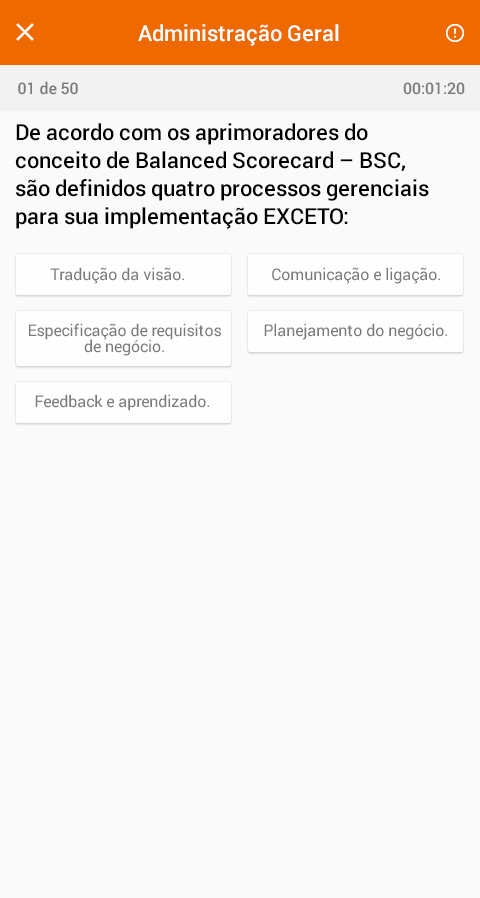 Administração Geral
01 de 50
00:01:20
De acordo com os aprimoradores do
conceito de Balanced Scorecard – BSC,
são definidos quatro processos gerenciais
para sua implementação EXCETO:
Tradução da visão.
Comunicação e ligação.
Especificação de requisitos
de negócio.
Planejamento do negócio.
Feedback e aprendizado.